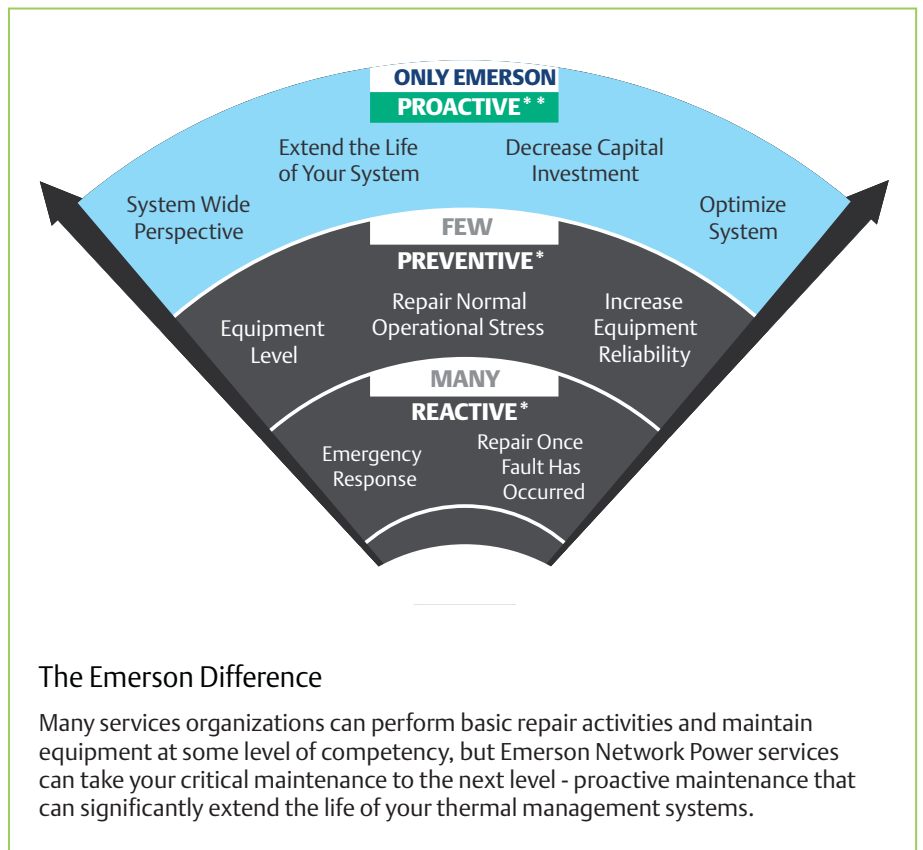 ONLY EMERSON
PROACTIVE**
Extend the Life
of Your System
Decrease Capital
Investment
System Wide
Perspective
Optimize
System
FEW
PREVENTIVE*
Equipment
Level
Repair Normal
Operational Stress
Increase
Equipment
Reliability
MANY
REACTIVE*
Emergency
Response
Repair Once
Fault Has
Occurred
The Emerson Difference
Many services organizations can perform basic repair activities and maintain
equipment at some level of competency, but Emerson Network Power services
can take your critical maintenance to the next level - proactive maintenance that
can significantly extend the life of your thermal management systems.